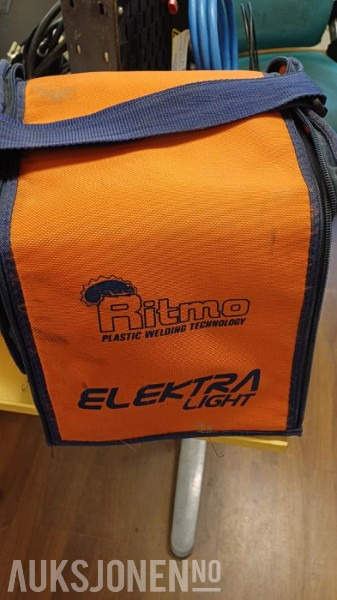 Ritmo
PLASTIC WELDING TECHNOLOGY
ELEKTRA
LIGHT
AUKSJONEN.NO